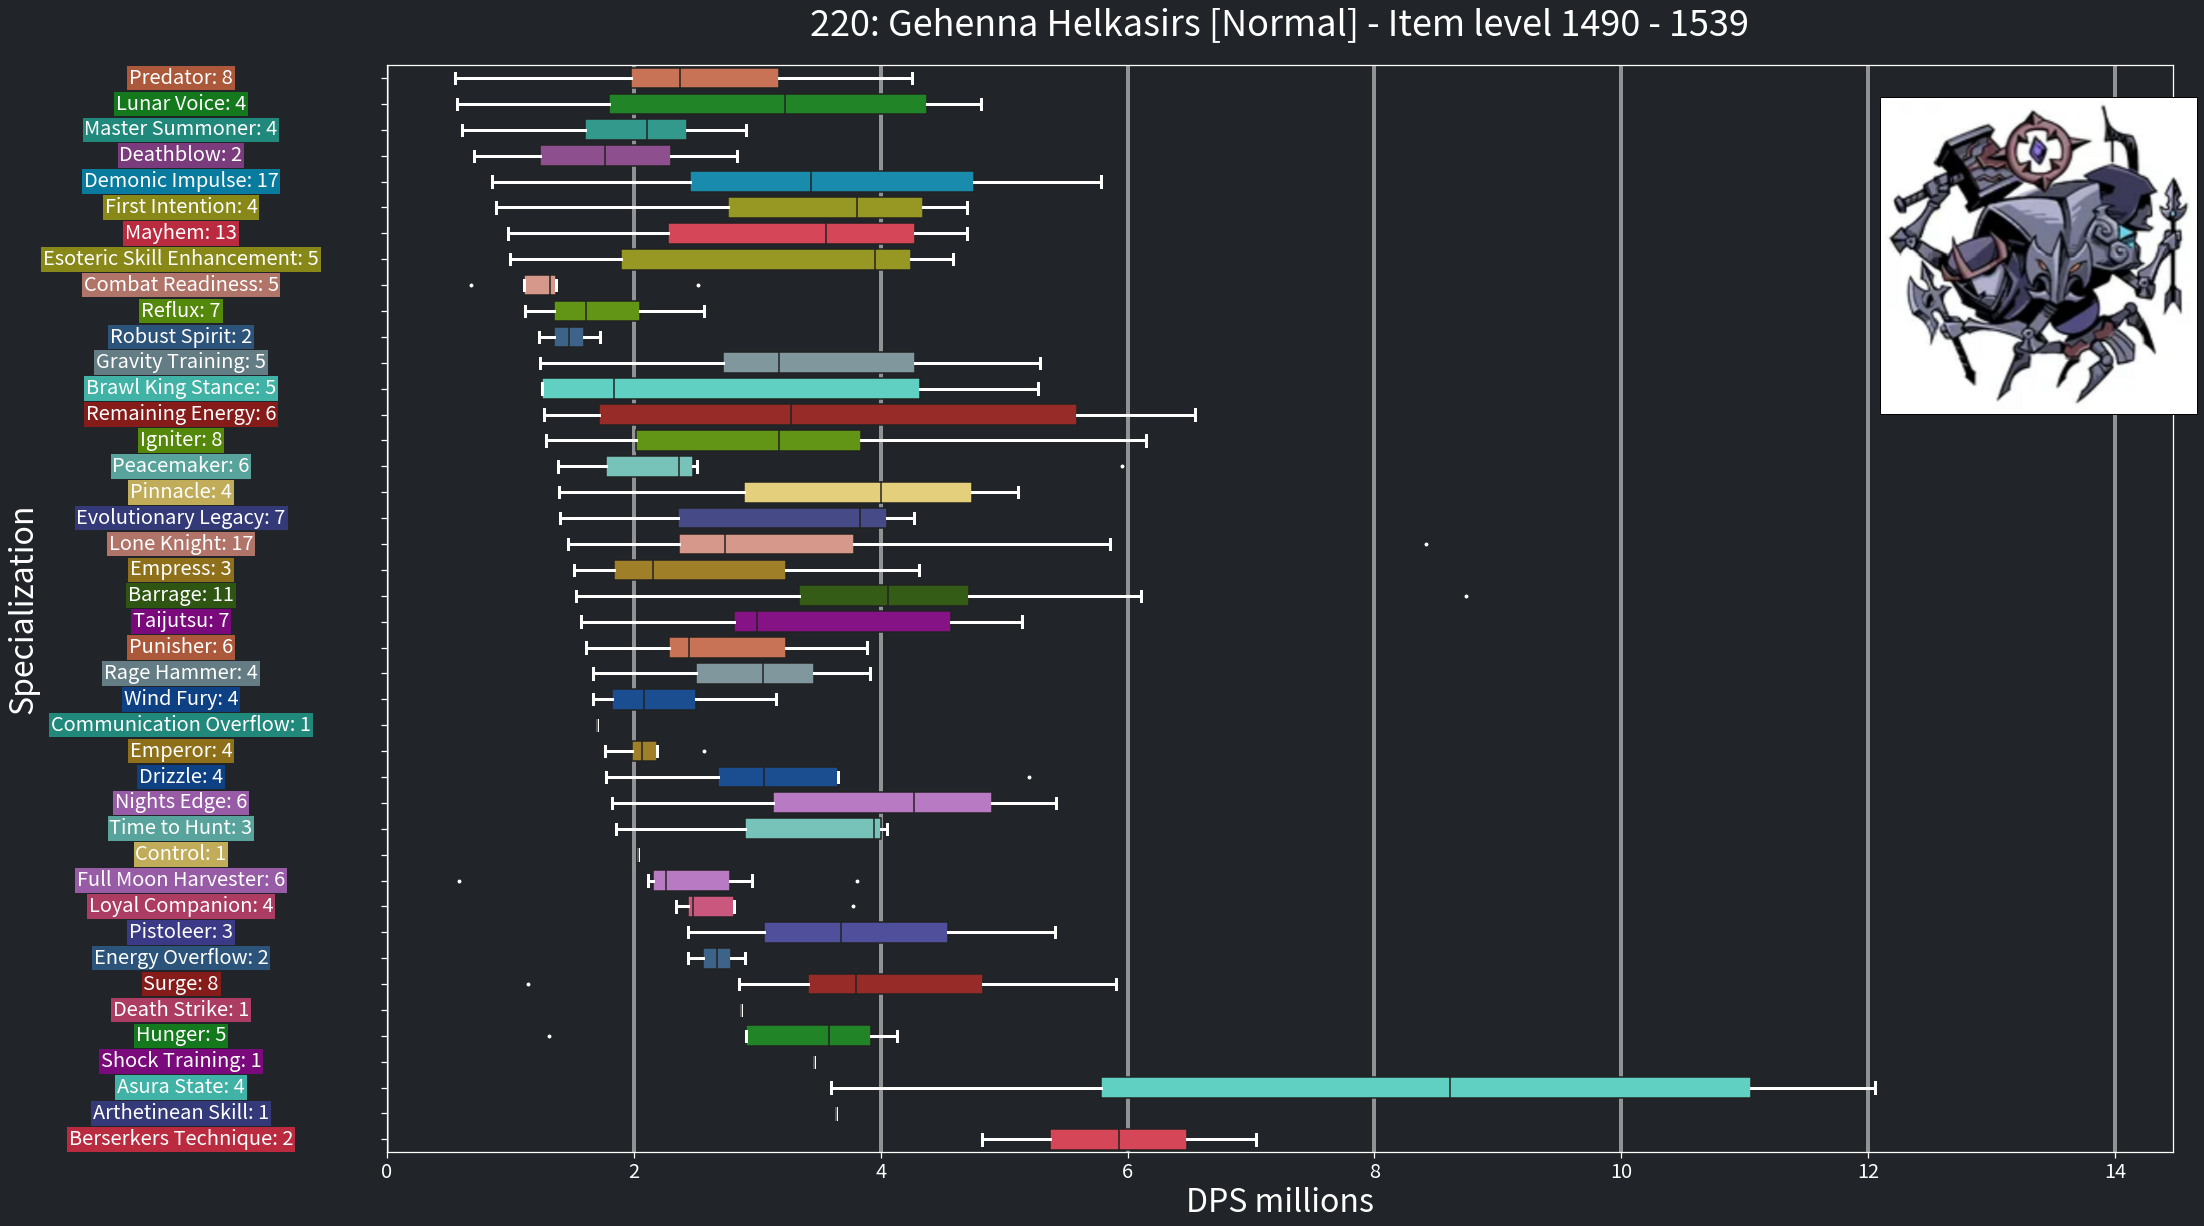 220: Gehenna Helkasirs [Normal] - Item level 1490 - 1539
Specialization
Predator: 8
Lunar Voice: 4
Master Summoner: 4
Deathblow: 2
Demonic Impulse: 17
First Intention: 4
Mayhem: 13
Esoteric Skill Enhancement: 5
Combat Readiness: 5
Reflux: 7
Robust Spirit: 2
Gravity Training: 5
Brawl King Stance: 5
Remaining Energy: 6
Igniter: 8
Peacemaker: 6
Pinnacle: 4
Evolutionary Legacy: 7
Lone Knight: 17
Empress: 3
Barrage: 11
Taijutsu: 7
Punisher: 6
Rage Hammer: 4
Wind Fury: 4
Communication Overflow: 1
Emperor: 4
Drizzle: 4
Nights Edge: 6
Time to Hunt: 3
Control: 1
Full Moon Harvester: 6
Loyal Companion: 4
Pistoleer: 3
Energy Overflow: 2
Surge: 8
Death Strike: 1
Hunger: 5
Shock Training: 1
Asura State: 4
Arthetinean Skill: 1
Berserkers Technique: 2
0 2 4 6 8 10 12 14
DPS millions